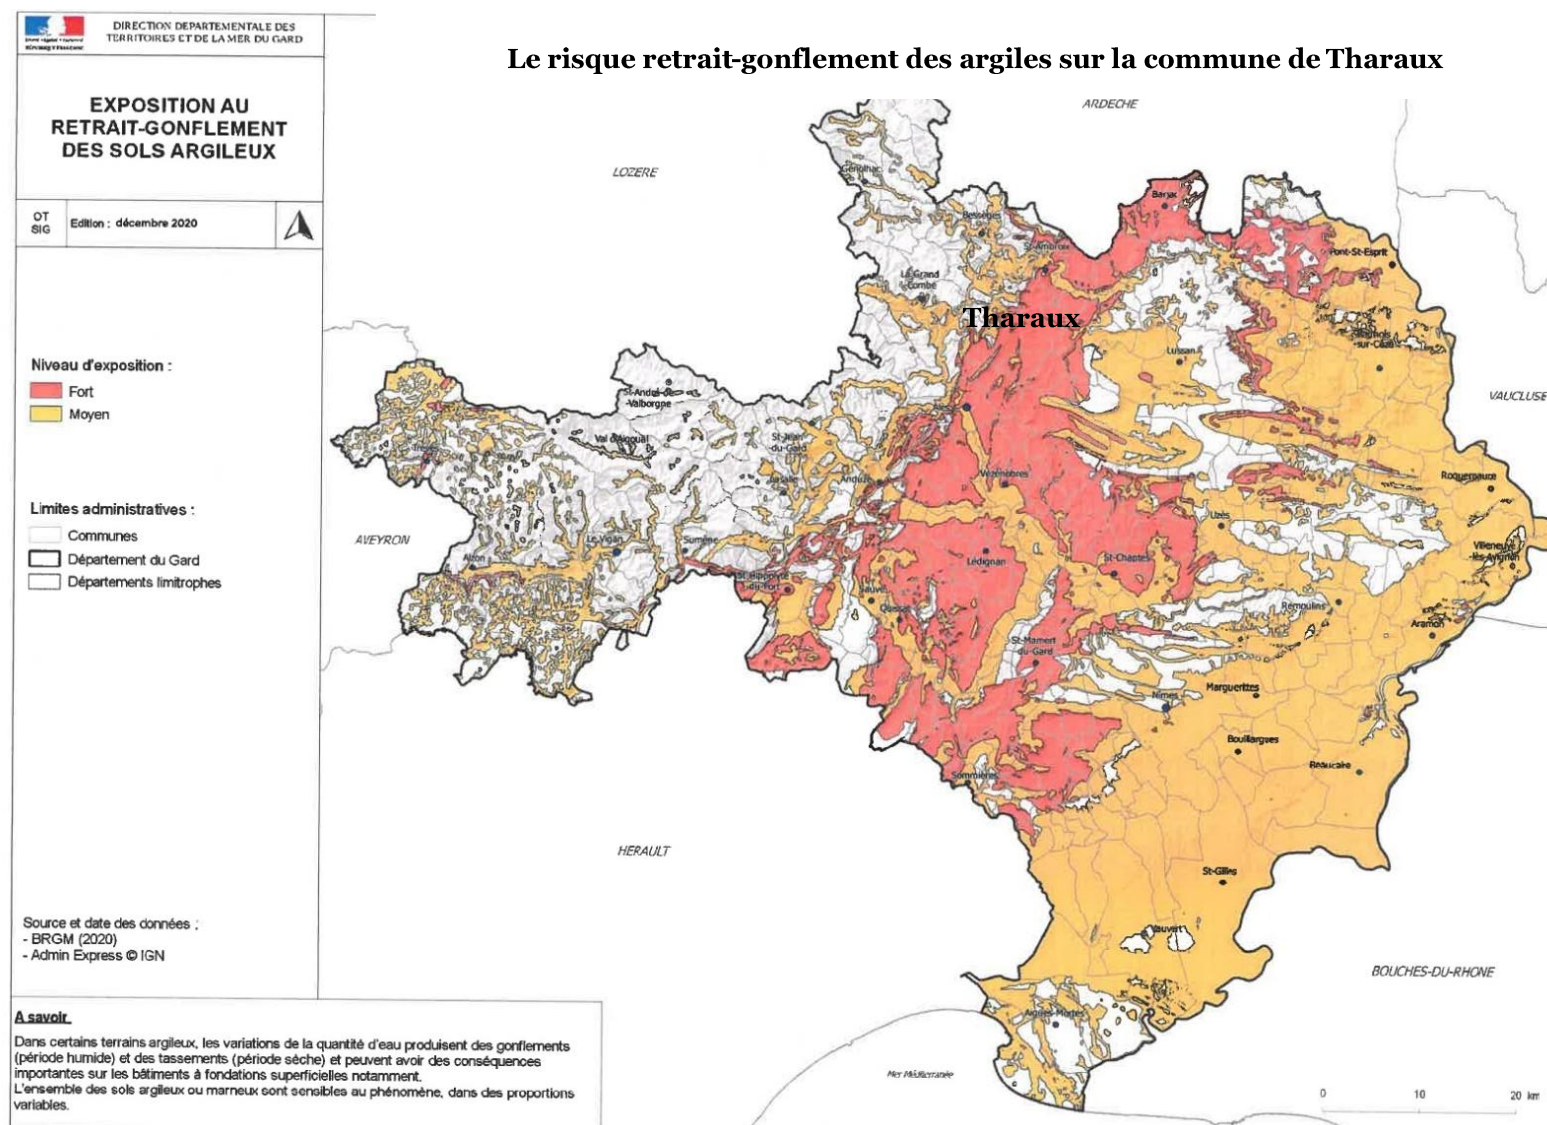 DIRECTION DEPARTEMENTALE DES
TERRITOIRES ET DE LA MER DU GARD
EXPOSITION AU
RETRAIT-GONFLEMENT
DES SOLS ARGILEUX
OT
SIG
Edition : décembre 2020
Niveau d'exposition :
Fort
Moyen
Limites administratives :
Communes
Département du Gard
Départements limitrophes
Source et date des données :
- BRGM (2020)
- Admin Express © IGN
A savoir
Dans certains terrains argileux, les variations de la quantité d'eau produisent des gonflements
(période humide) et des tassements (période sèche) et peuvent avoir des conséquences
importantes sur les bâtiments à fondations superficielles notamment.
L'ensemble des sols argileux ou marneux sont sensibles au phénomène, dans des proportions
variables.
Le risque retrait-gonflement des argiles sur la commune de Tharaux
ARDECHE
LOZERE
Génolhac
Barjac
Bessèges
St-Ambroix
Pont-St-Esprit
La Grand
Combe
Tharaux
Bagnols
-sur-Cèze
Lussan
St-André-de-
Valborgne
VAUCLUSE
Val d'Aigoual
St-Jean
-du-Gard
Trèves
Vézénobres
Roquemaure
Lasalle
Anduze
Uzès
AVEYRON
Le Vigan
Sumène
Villeneuve
-lès-Avignon
Alzon
Lédignan
St-Chaptes
St-Hippolyte
-du-Fort
Sauve
Quissac
Remoulins
Aramon
St-Mamert
-du-Gard
Marguerittes
Nîmes
Bouillargues
Beaucaire
Sommières
HERAULT
St-Gilles
Vauvert
BOUCHES-DU-RHONE
Aigues-Mortes
Mer Méditerranée
0 10 20 km